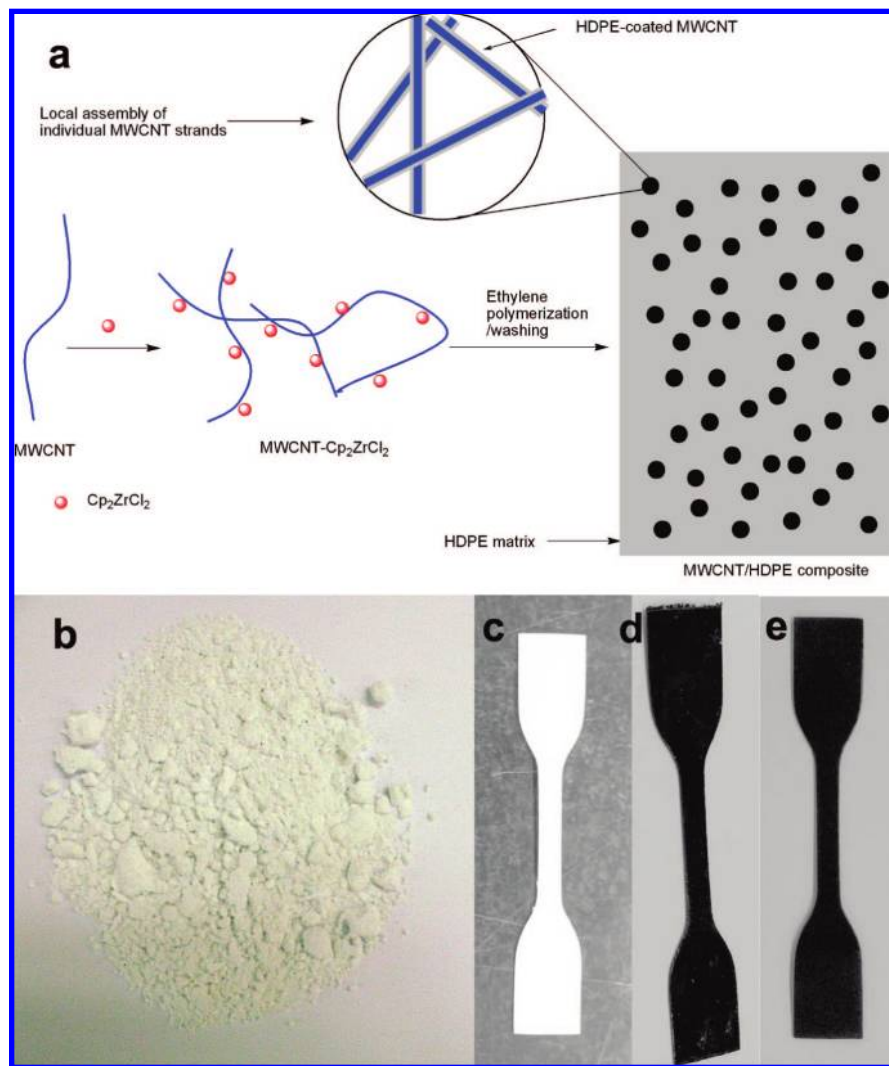 a
HDPE-coated MWCNT
Local assembly of
individual MWCNT strands
Ethylene
polymerization
/washing
MWCNT
MWCNT-Cp₂ZrCl₂
Cp₂ZrCl₂
HDPE matrix
MWCNT/HDPE composite
b
c
d
e